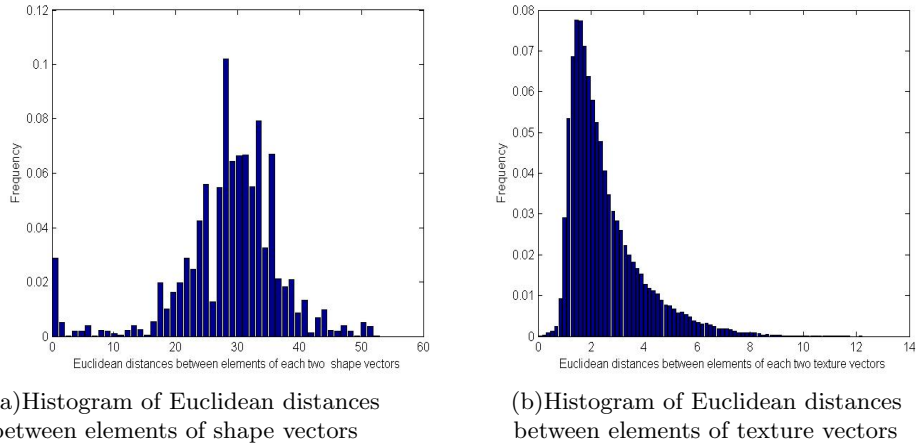 0.12
0.1
0.08
0.06
0.04
0.02
0
Frequency
0 10 20 30 40 50 60
Euclidean distances between elements of each two shape vectors
a)Histogram of Euclidean distances
between elements of shape vectors
0.08
0.07
0.06
0.05
0.04
0.03
0.02
0.01
0
Frequency
0 2 4 6 8 10 12 14
Euclidean distances between elements of each two texture vectors
(b)Histogram of Euclidean distances
between elements of texture vectors